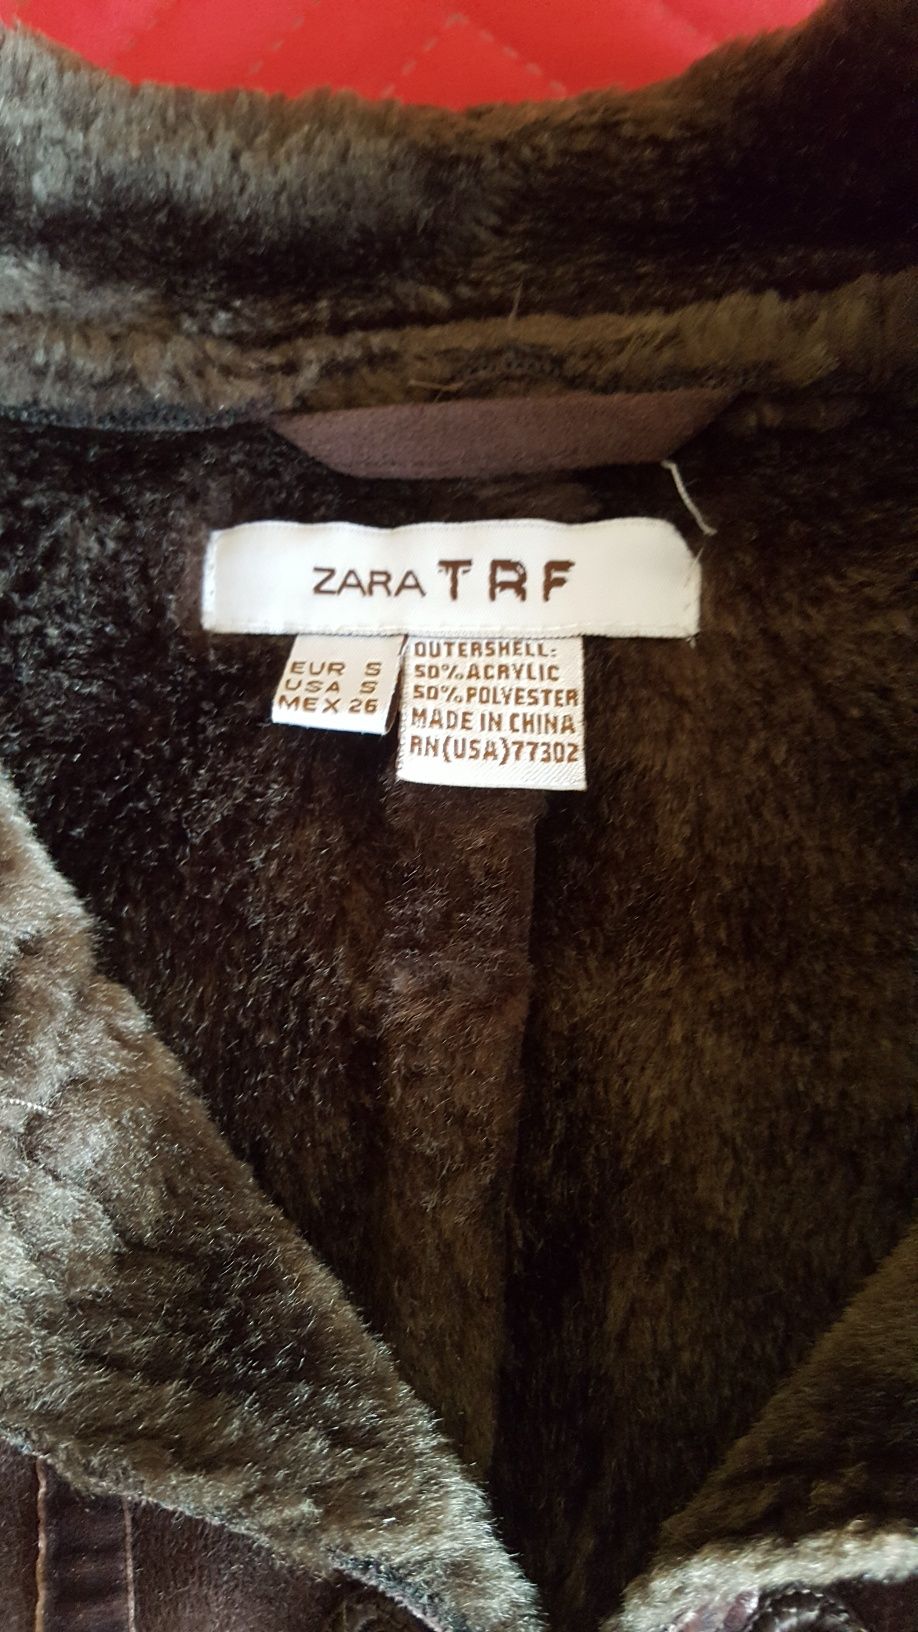 ZARA TRF
EUR S
USA S
MEX 26
OUTERSHELL:
50% ACRYLIC
50% POLYESTER
MADE IN CHINA
RN(USA)77302